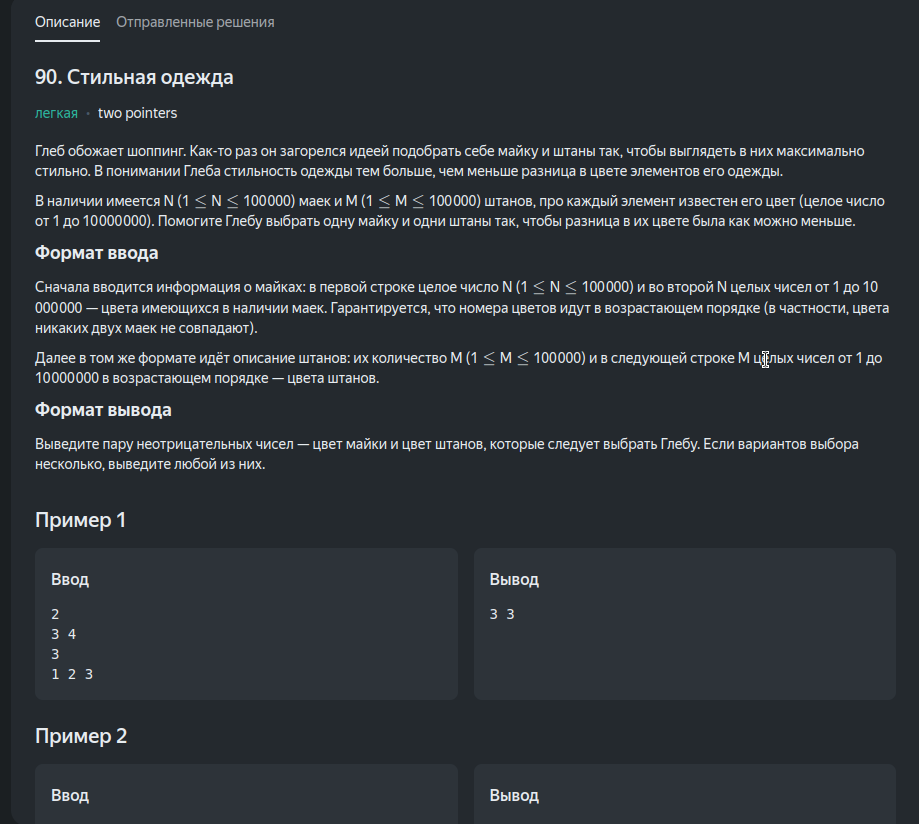 Описание Отправленные решения
90. Стильная одежда
легкая · two pointers
Глеб обожает шоппинг. Как-то раз он загорелся идеей подобрать себе майку и штаны так, чтобы выглядеть в них максимально
стильно. В понимании Глеба стильность одежды тем больше, чем меньше разница в цвете элементов его одежды.
В наличии имеется N (1 ≤ N ≤ 100000) маек и M (1 ≤ M ≤ 100000) штанов, про каждый элемент известен его цвет (целое число
от 1 до 10000000). Помогите Глебу выбрать одну майку и одни штаны так, чтобы разница в их цвете была как можно меньше.
Формат ввода
Сначала вводится информация о майках: в первой строке целое число N (1 ≤ N ≤ 100000) и во второй N целых чисел от 1 до 10
000000 — цвета имеющихся в наличии маек. Гарантируется, что номера цветов идут в возрастающем порядке (в частности, цвета
никаких двух маек не совпадают).
Далее в том же формате идёт описание штанов: их количество M (1 ≤ M ≤ 100000) и в следующей строке M целых чисел от 1 до
10000000 в возрастающем порядке — цвета штанов.
Формат вывода
Выведите пару неотрицательных чисел — цвет майки и цвет штанов, которые следует выбрать Глебу. Если вариантов выбора
несколько, выведите любой из них.
Пример 1
Ввод Вывод
2 3 3
3 4
3
1 2 3
Пример 2
Ввод Вывод